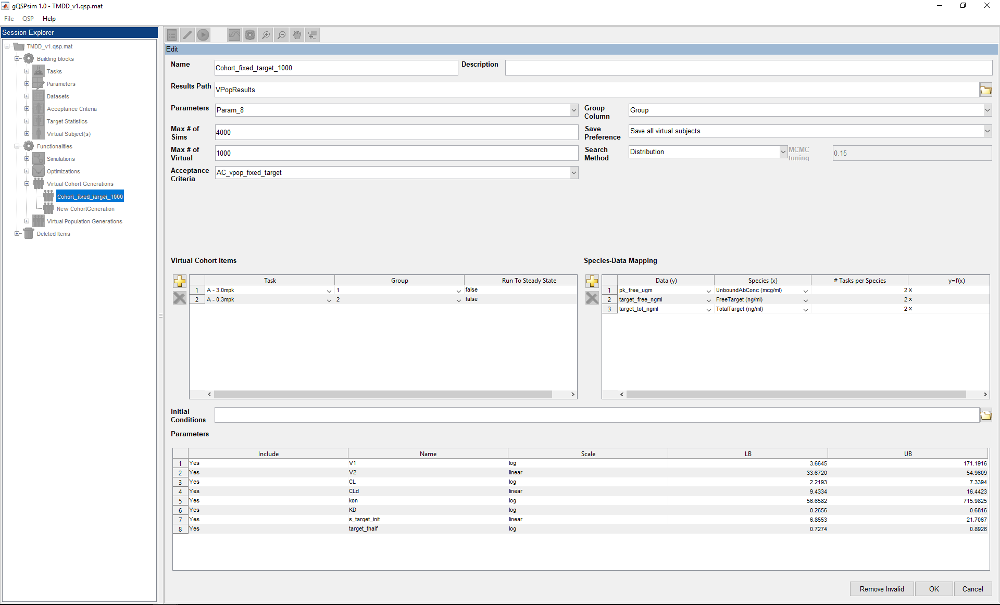 gQSPsim 1.0 - TMDD_v1.qsp.mat
File QSP Help
Session Explorer
TMDD_v1.qsp.mat
Building blocks
Tasks
Parameters
Datasets
Acceptance Criteria
Target Statistics
Virtual Subject(s)
Functionalities
Simulations
Optimizations
Virtual Cohort Generations
Cohort_fixed_target_1000
New CohortGeneration
Virtual Population Generations
Deleted Items
Edit
Name Cohort_fixed_target_1000 Description
Results Path VPopResults
Parameters Param_8 Group Column Group
Max # of Sims 4000 Save Preference Save all virtual subjects
Max # of Virtual 1000 Search Method Distribution MCMC tuning 0.15
Acceptance Criteria AC_vpop_fixed_target
Virtual Cohort Items
Task Group Run To Steady State
1 A - 3.0mpk 1 false
2 A - 0.3mpk 2 false
Species-Data Mapping
Data (y) Species (x) # Tasks per Species y=f(x)
1 pk_free_ugm UnboundAbConc (mcg/ml) 2 x
2 target_free_ngml FreeTarget (ng/ml) 2 x
3 target_tot_ngml TotalTarget (ng/ml) 2 x
Initial Conditions
Parameters
Include Name Scale LB UB
1 Yes V1 log 3.6645 171.1916
2 Yes V2 linear 33.6720 54.9609
3 Yes CL log 2.2193 7.3394
4 Yes CLd linear 9.4334 16.4423
5 Yes kon log 56.6582 715.9825
6 Yes KD log 0.2656 0.6816
7 Yes s_target_init linear 6.8553 21.7067
8 Yes target_thalf log 0.7274 0.8926
Remove Invalid OK Cancel